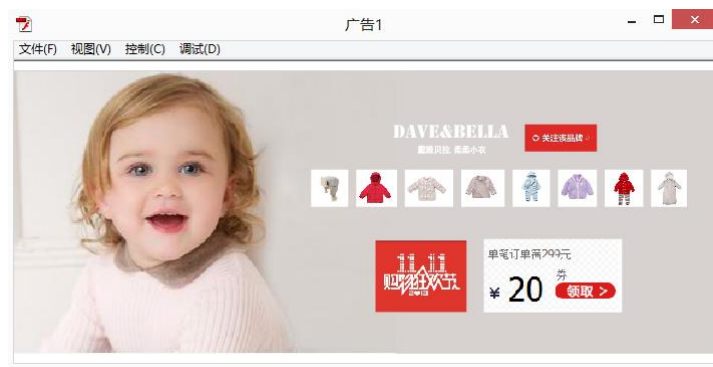 广告1
文件(F) 视图(V) 控制(C) 调试(D)
DAVE&BELLA
戴维贝拉 柔柔小衣
关注该品牌
11.11
购物狂欢节
单笔订单满299元
¥20 券
领取 >